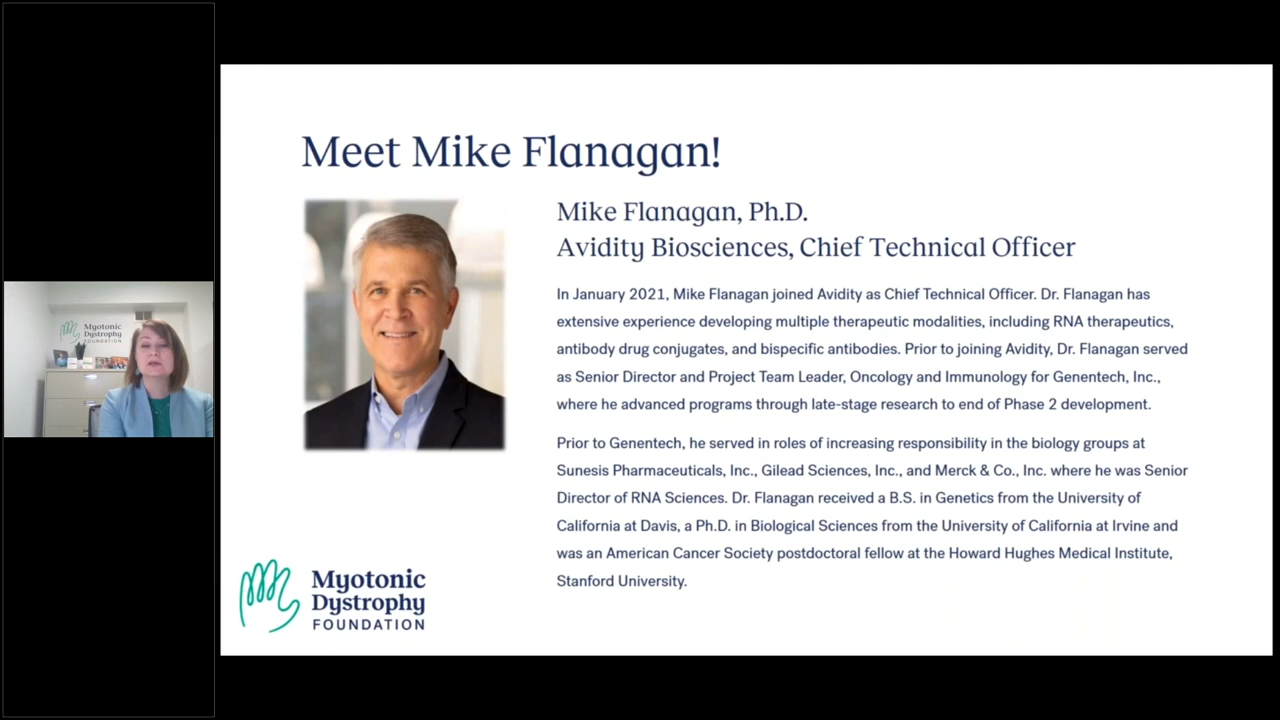 Meet Mike Flanagan!
Mike Flanagan, Ph.D.
Avidity Biosciences, Chief Technical Officer
In January 2021, Mike Flanagan joined Avidity as Chief Technical Officer. Dr. Flanagan has
extensive experience developing multiple therapeutic modalities, including RNA therapeutics,
antibody drug conjugates, and bispecific antibodies. Prior to joining Avidity, Dr. Flanagan served
as Senior Director and Project Team Leader, Oncology and Immunology for Genentech, Inc.,
where he advanced programs through late-stage research to end of Phase 2 development.
Prior to Genentech, he served in roles of increasing responsibility in the biology groups at
Sunesis Pharmaceuticals, Inc., Gilead Sciences, Inc., and Merck & Co., Inc. where he was Senior
Director of RNA Sciences. Dr. Flanagan received a B.S. in Genetics from the University of
California at Davis, a Ph.D. in Biological Sciences from the University of California at Irvine and
was an American Cancer Society postdoctoral fellow at the Howard Hughes Medical Institute,
Stanford University.
Myotonic
Dystrophy
FOUNDATION
Myotonic
Dystrophy
FOUNDATION